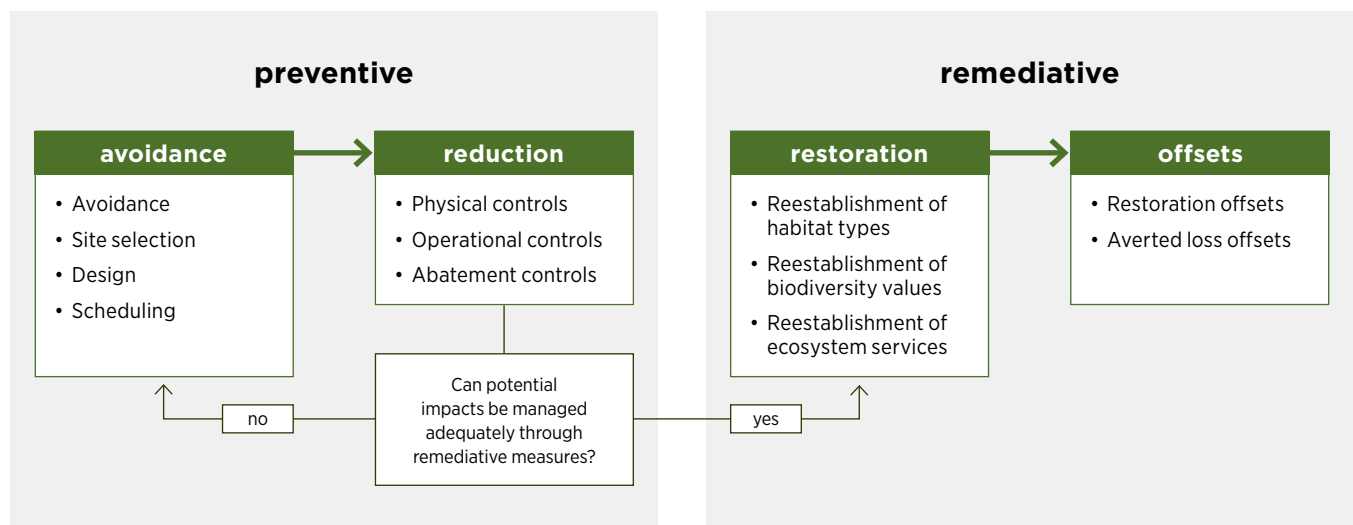 preventive
avoidance
• Avoidance
• Site selection
• Design
• Scheduling
reduction
• Physical controls
• Operational controls
• Abatement controls
Can potential
impacts be managed
adequately through
remediative measures?
no
yes
remediative
restoration
• Reestablishment of
habitat types
• Reestablishment of
biodiversity values
• Reestablishment of
ecosystem services
offsets
• Restoration offsets
• Averted loss offsets